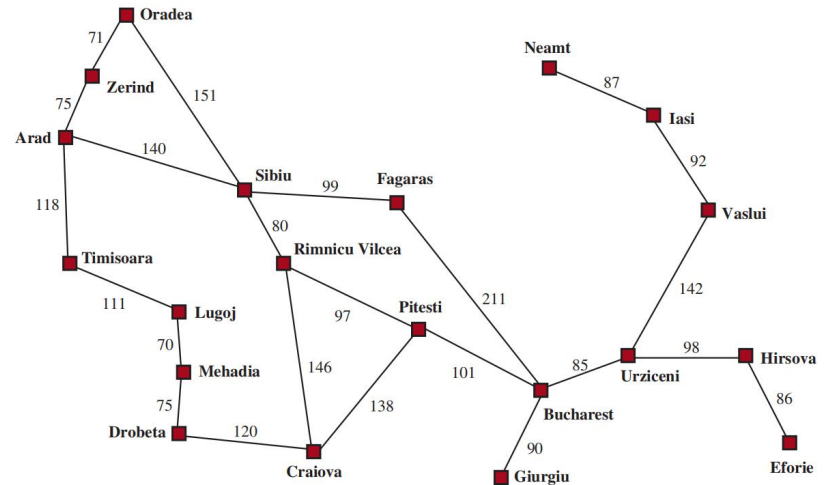 Oradea
71
Neamt
Zerind
87
75
151
Iasi
Arad
140
92
Sibiu
99
Fagaras
118
Vaslui
80
Timisoara
Rimnicu Vilcea
142
111
211
Lugoj
97
Pitesti
70
98
Hirsova
146
101
85
Mehadia
Urziceni
75
138
86
Bucharest
Drobeta
120
90
Craiova
Eforie
Giurgiu